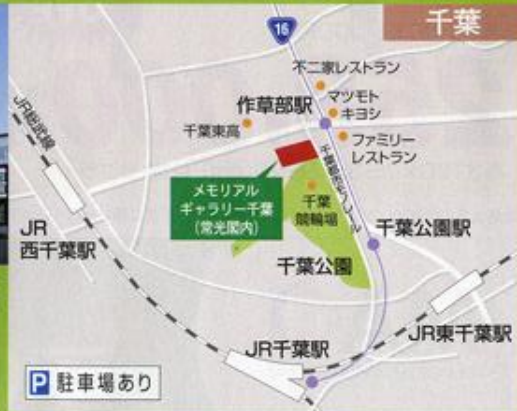 千葉
16
不二家レストラン
マツモト
キヨシ
作草部駅
千葉東高
ファミリー
レストラン
JR総武線
千葉都市モノレール
メモリアル
ギャラリー千葉
(常光閣内)
千葉
競輪場
JR
西千葉駅
千葉公園駅
千葉公園
JR千葉駅
JR東千葉駅
P 駐車場あり